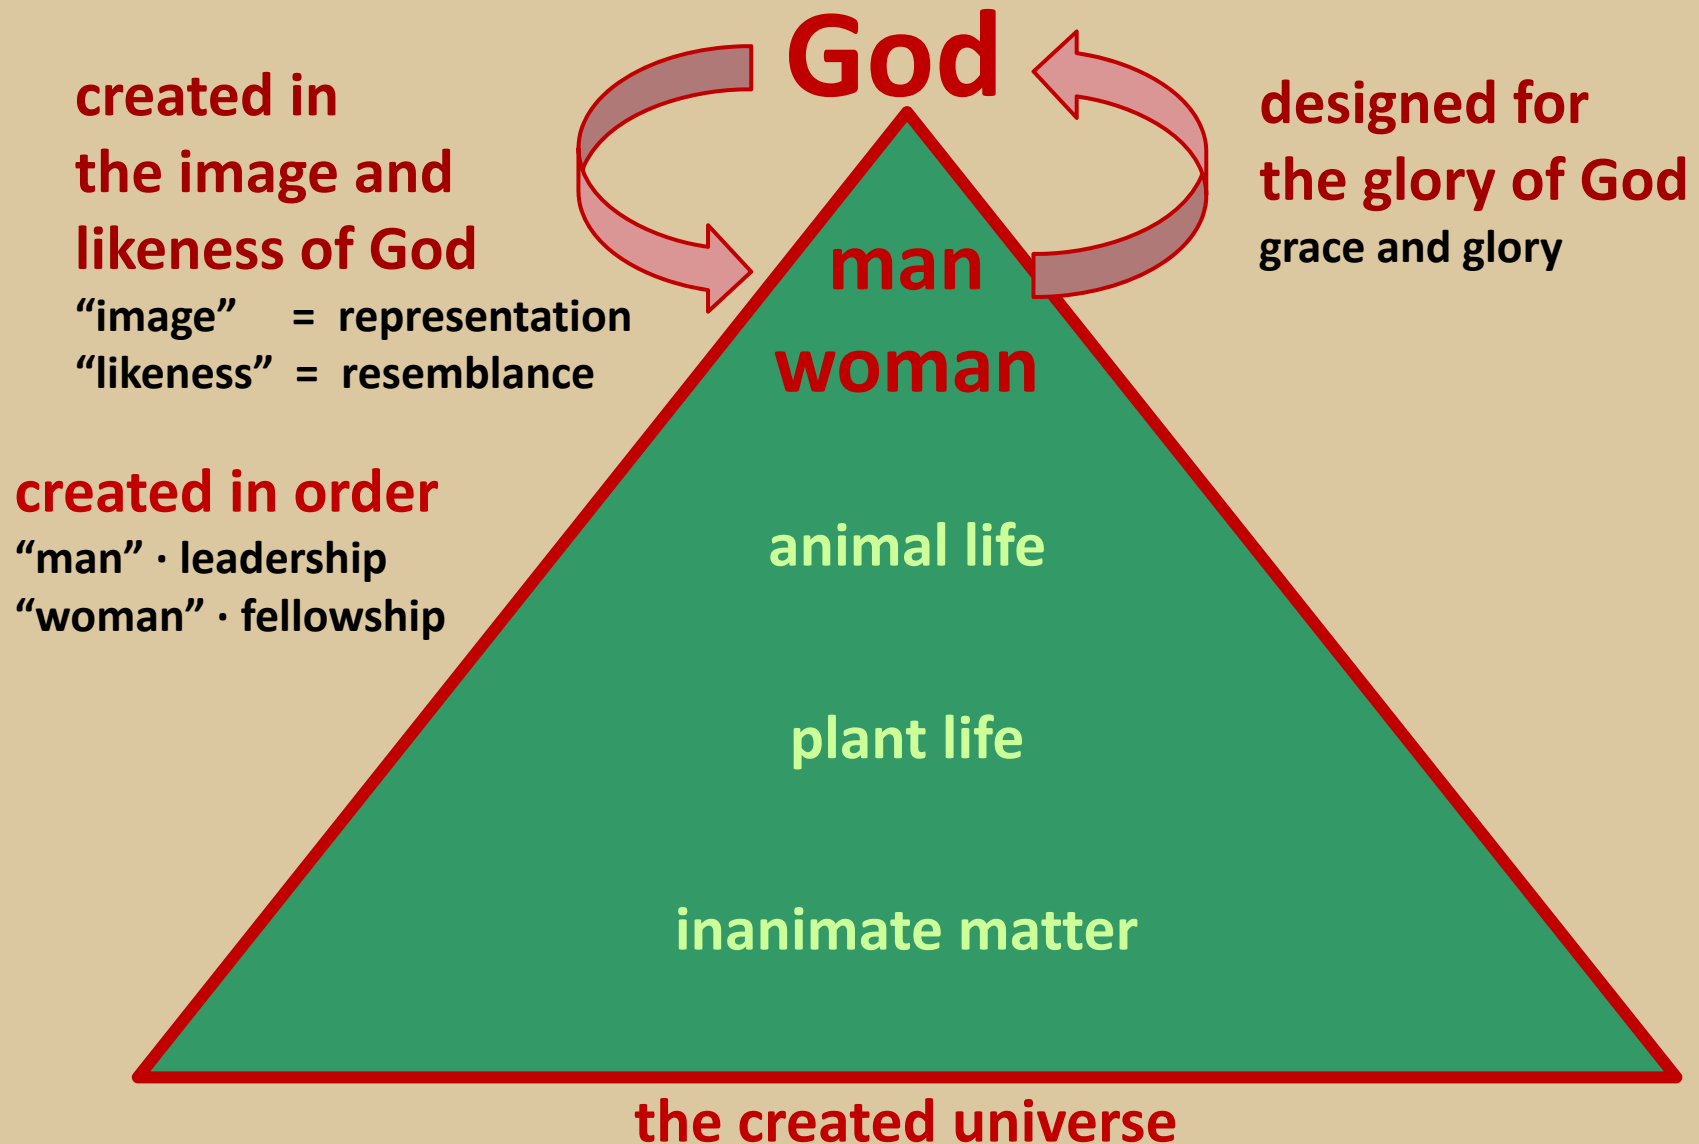 God
created in
the image and
likeness of God
“image” = representation
“likeness” = resemblance
designed for
the glory of God
grace and glory
man
woman
created in order
“man” · leadership
“woman” · fellowship
animal life
plant life
inanimate matter
the created universe